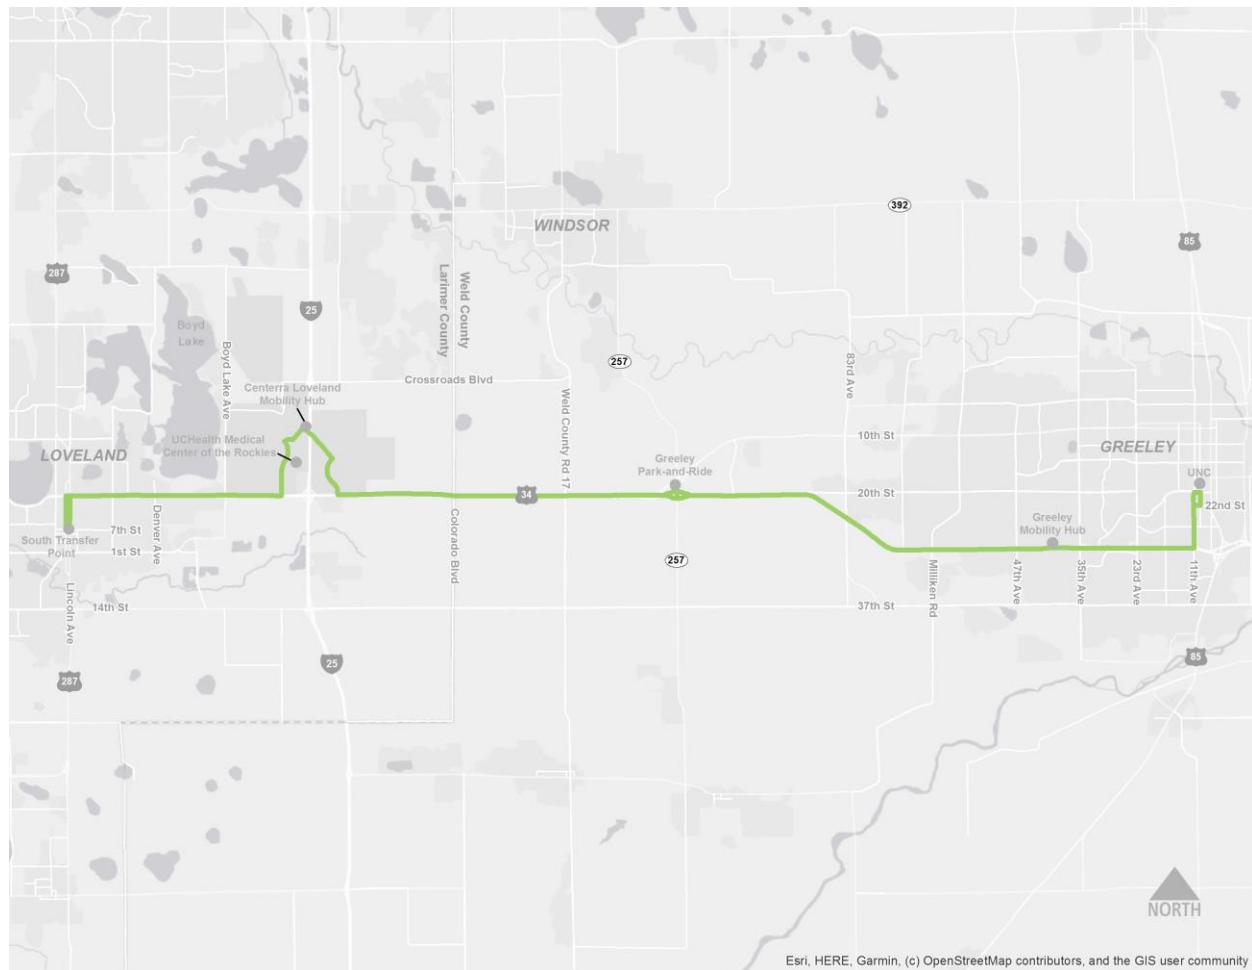 392
WINDSOR
85
287
Weld County
Larimer County
25
Boyd
Lake
Boyd Lake Ave
257
83rd Ave
Crossroads Blvd
Centerra Loveland
Mobility Hub
Weld County Rd 17
UCHealth Medical
Center of the Rockies
10th St
LOVELAND
GREELEY
Greeley
Park-and-Ride
UNC
34
20th St
22nd St
7th St
Denver Ave
South Transfer
Point
1st St
Colorado Blvd
Greeley
Mobility Hub
257
Milliken Rd
47th Ave
35th Ave
23rd Ave
11th Ave
Lincoln Ave
14th St
37th St
25
85
287
NORTH
Esri, HERE, Garmin, (c) OpenStreetMap contributors, and the GIS user community